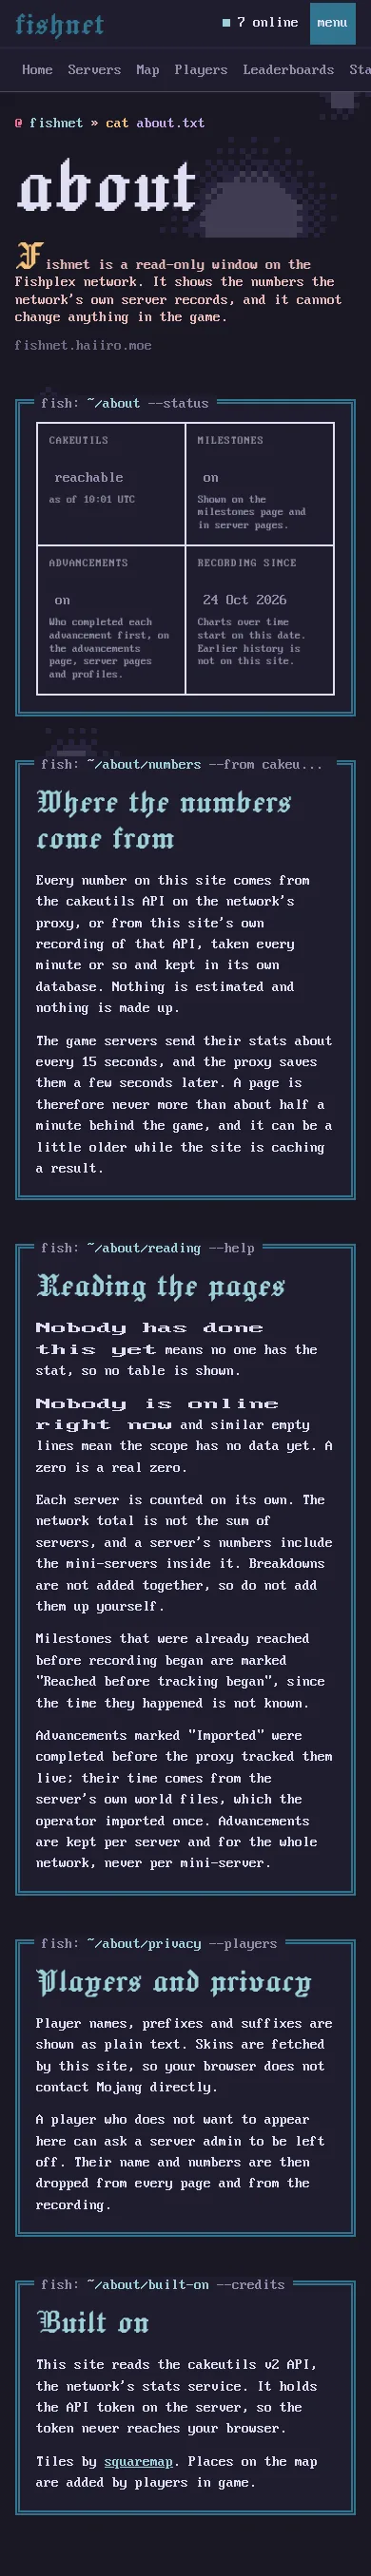 fishnet
7 online
menu
Home Servers Map Players Leaderboards Sta
@ fishnet » cat about.txt
about
Fishnet is a read-only window on the
Fishplex network. It shows the numbers the
network's own server records, and it cannot
change anything in the game.
fishnet.haiiro.moe
fish: ~/about --status
CAKEUTILS
reachable
as of 10:01 UTC
MILESTONES
on
Shown on the
milestones page and
in server pages.
ADVANCEMENTS
on
Who completed each
advancement first, on
the advancements
page, server pages
and profiles.
RECORDING SINCE
24 Oct 2026
Charts over time
start on this date.
Earlier history is
not on this site.
fish: ~/about/numbers --from cakeu...
Where the numbers
come from
Every number on this site comes from
the cakeutils API on the network's
proxy, or from this site's own
recording of that API, taken every
minute or so and kept in its own
database. Nothing is estimated and
nothing is made up.
The game servers send their stats about
every 15 seconds, and the proxy saves
them a few seconds later. A page is
therefore never more than about half a
minute behind the game, and it can be a
little older while the site is caching
a result.
fish: ~/about/reading --help
Reading the pages
Nobody has done
this yet means no one has the
stat, so no table is shown.
Nobody is online
right now and similar empty
lines mean the scope has no data yet. A
zero is a real zero.
Each server is counted on its own. The
network total is not the sum of
servers, and a server's numbers include
the mini-servers inside it. Breakdowns
are not added together, so do not add
them up yourself.
Milestones that were already reached
before recording began are marked
"Reached before tracking began", since
the time they happened is not known.
Advancements marked "Imported" were
completed before the proxy tracked them
live; their time comes from the
server's own world files, which the
operator imported once. Advancements
are kept per server and for the whole
network, never per mini-server.
fish: ~/about/privacy --players
Players and privacy
Player names, prefixes and suffixes are
shown as plain text. Skins are fetched
by this site, so your browser does not
contact Mojang directly.
A player who does not want to appear
here can ask a server admin to be left
off. Their name and numbers are then
dropped from every page and from the
recording.
fish: ~/about/built-on --credits
Built on
This site reads the cakeutils v2 API,
the network's stats service. It holds
the API token on the server, so the
token never reaches your browser.
Tiles by squaremap. Places on the map
are added by players in game.